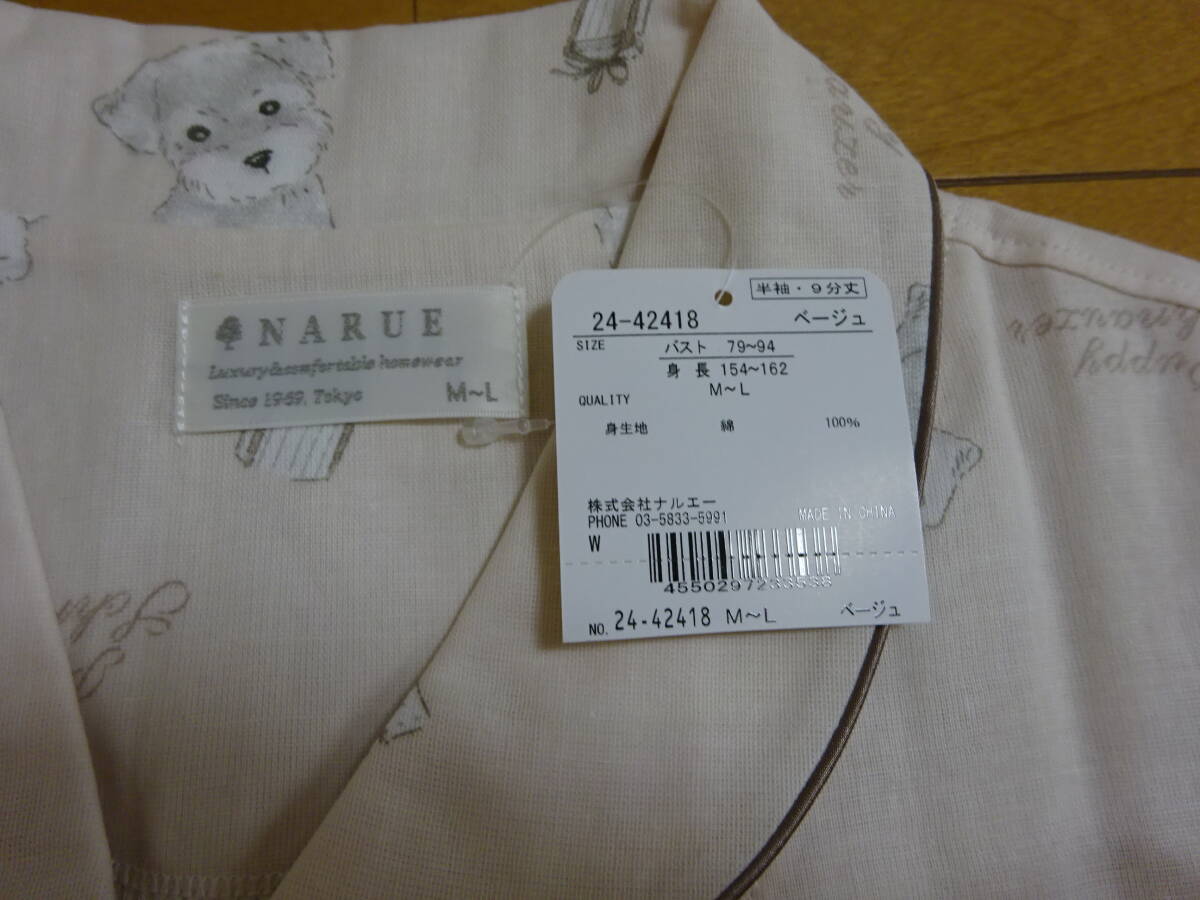 NARUE
Luxury&comfortable homewear
Since 1969, Tokyo
M~L
半袖・9分丈
24-42418 ベージュ
SIZE バスト 79~94
身長 154~162
M~L
QUALITY
身生地 綿 100%
株式会社ナルエー
PHONE 03-5833-5991 MADE IN CHINA
W
4550297233538
NO. 24-42418 M~L ベージュ